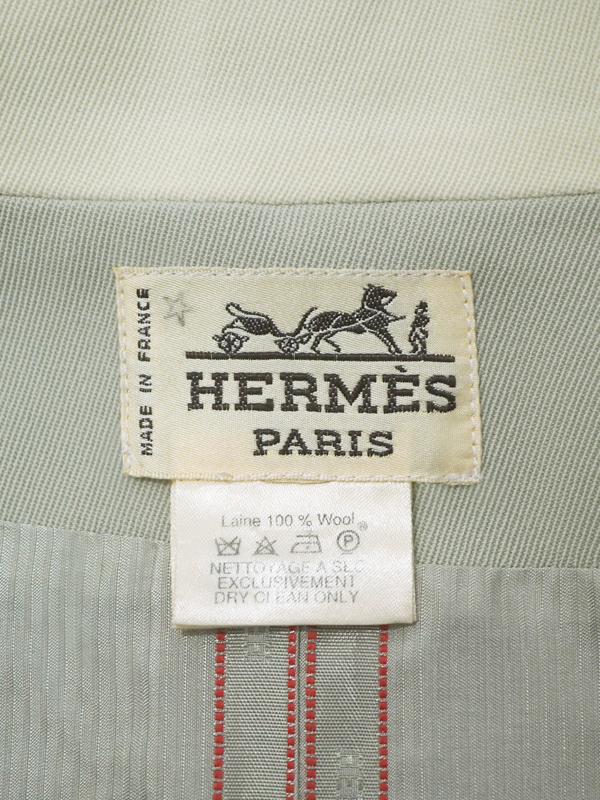 MADE IN FRANCE
HERMÈS
PARIS
Laine 100 % Wool ®
P
NETTOYAGE A SEC
EXCLUSIVEMENT
DRY CLEAN ONLY